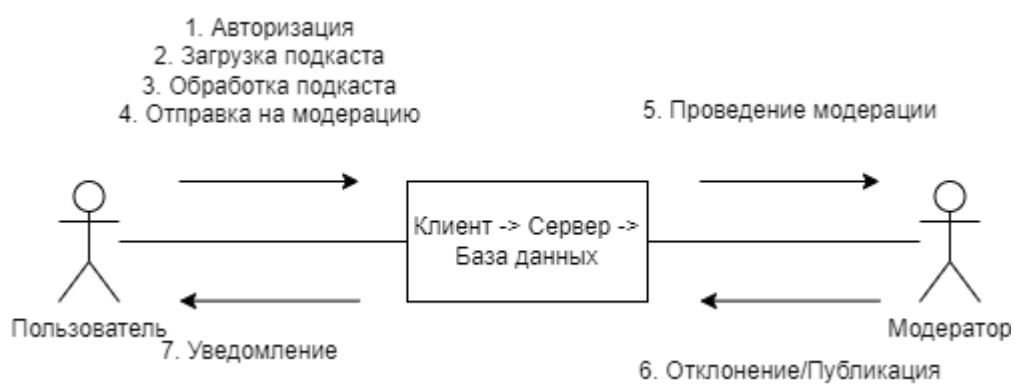 1. Авторизация
2. Загрузка подкаста
3. Обработка подкаста
4. Отправка на модерацию
5. Проведение модерации
Клиент -> Сервер ->
База данных
Пользователь
Модератор
7. Уведомление
6. Отклонение/Публикация